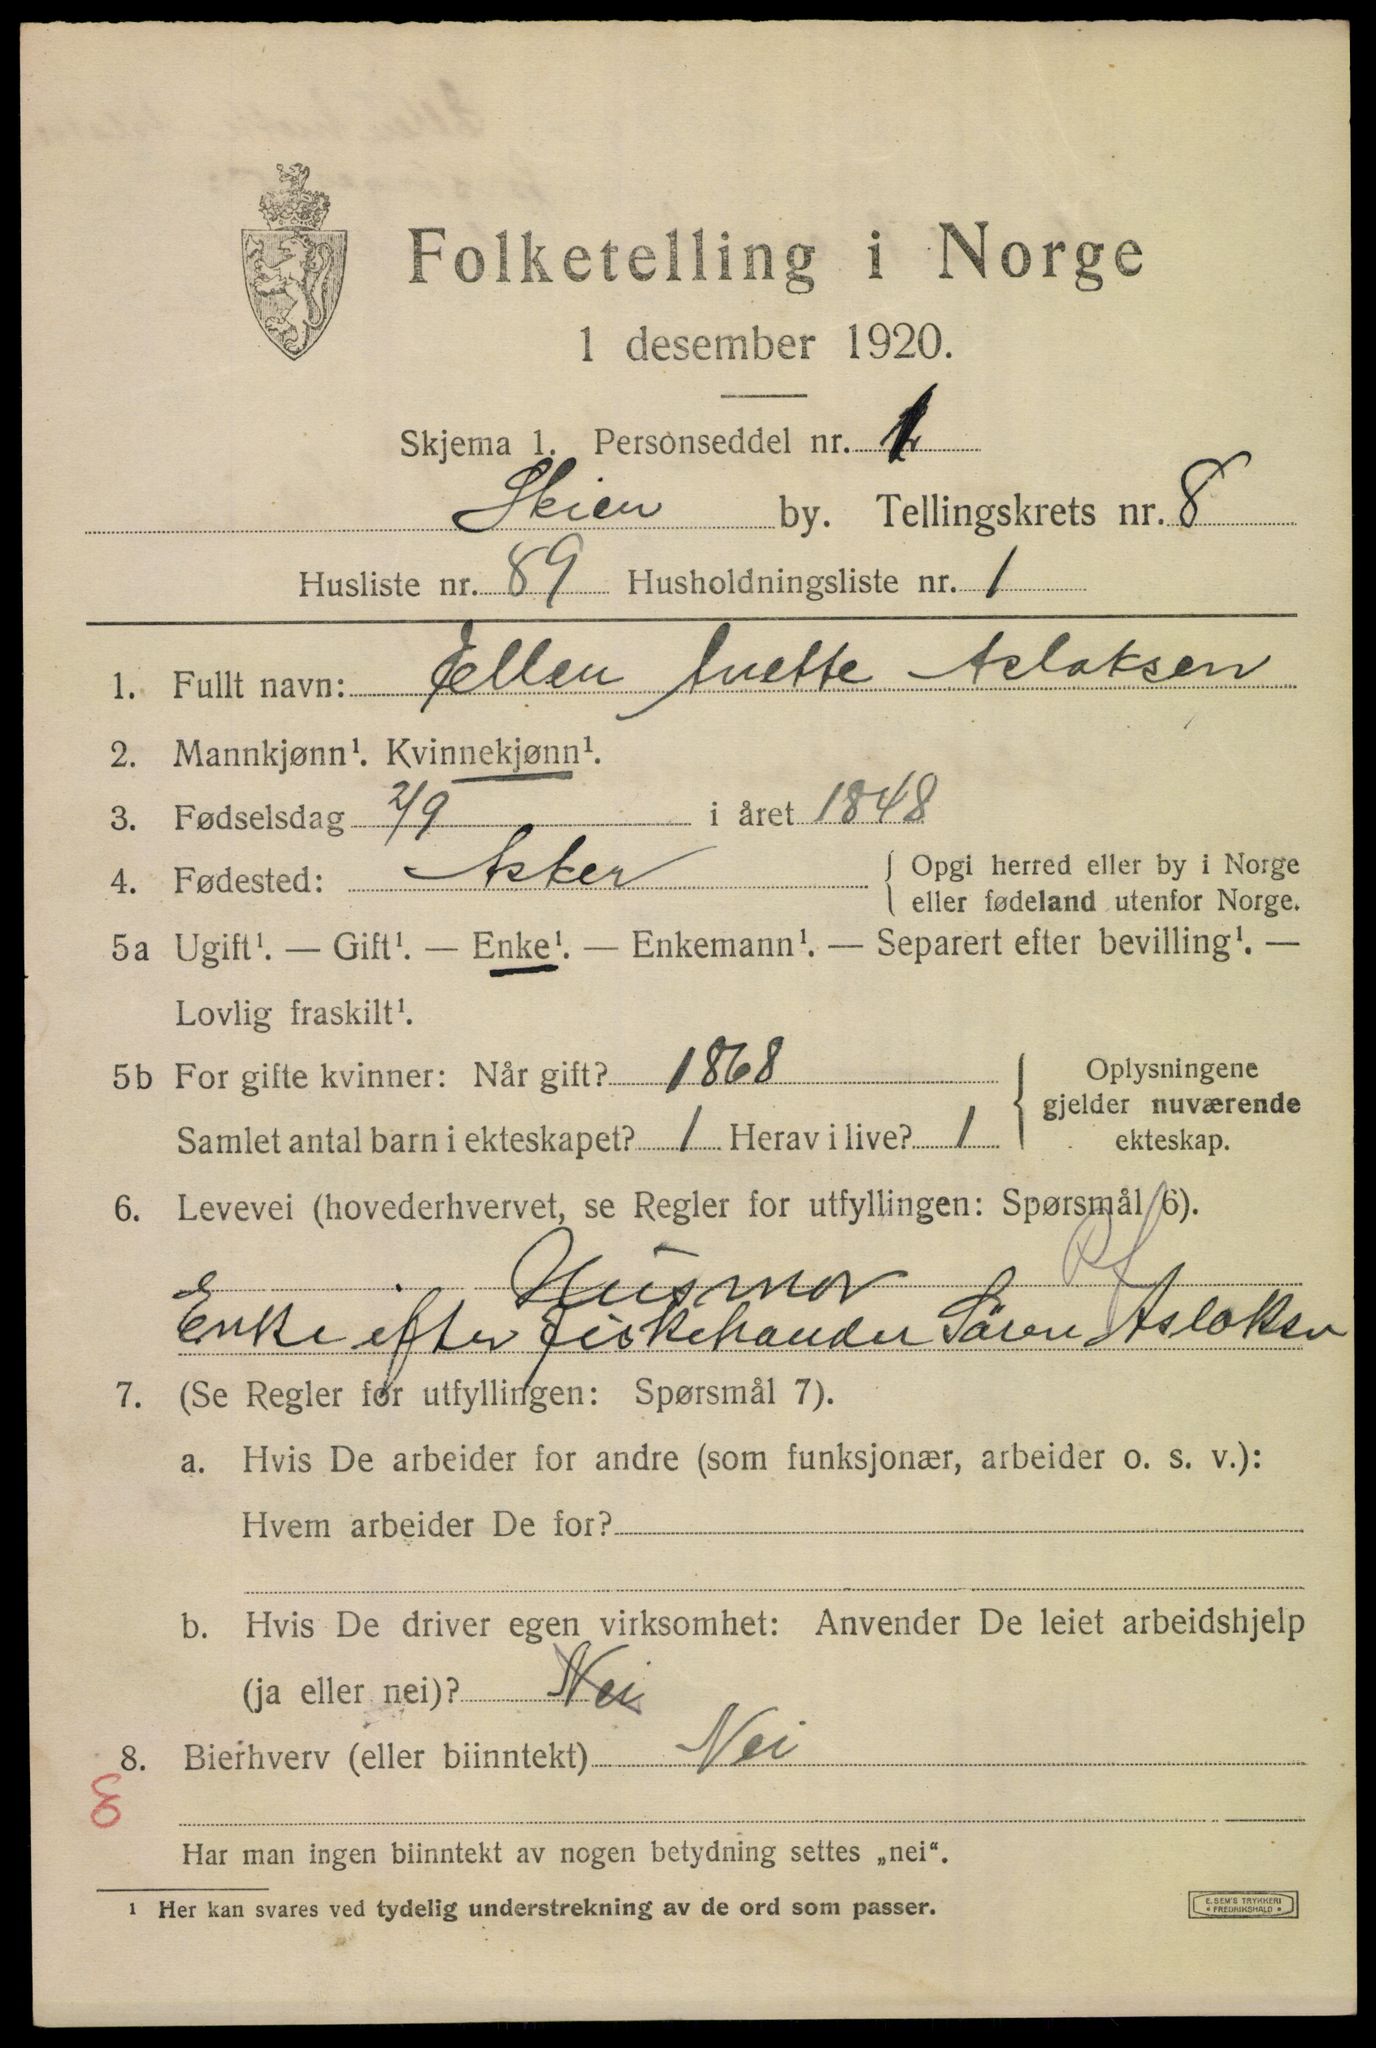 Folketelling i Norge
1 desember 1920.
Skjema 1. Personseddel nr. 1
Skien by. Tellingskrets nr. 8
Husliste nr. 89 Husholdningsliste nr. 1
1. Fullt navn: Ellen Anette Aslaksen
2. Mannkjønn¹. Kvinnekjønn¹.
3. Fødselsdag 2/9 i året 1848
4. Fødested: Asker { Opgi herred eller by i Norge
eller fødeland utenfor Norge.
5a Ugift¹. — Gift¹. — Enke¹. — Enkemann¹. — Separert efter bevilling¹. —
Lovlig fraskilt¹.
5b For gifte kvinner: Når gift? 1868
Samlet antal barn i ekteskapet? 1 Herav i live? 1
{ Oplysningene
gjelder nuværende
ekteskap.
6. Levevei (hovederhvervet, se Regler for utfyllingen: Spørsmål 6).
Husmor
Enke efter fiskehandler Sören Aslaksen
7. (Se Regler for utfyllingen: Spørsmål 7).
a. Hvis De arbeider for andre (som funksjonær, arbeider o. s. v.):
Hvem arbeider De for?
b. Hvis De driver egen virksomhet: Anvender De leiet arbeidshjelp
(ja eller nei)? Nei
8. Bierhverv (eller biinntekt) Nei
8
Har man ingen biinntekt av nogen betydning settes „nei“.
¹ Her kan svares ved tydelig understrekning av de ord som passer.
E. SEM'S TRYKKERI
* FREDRIKSHALD *